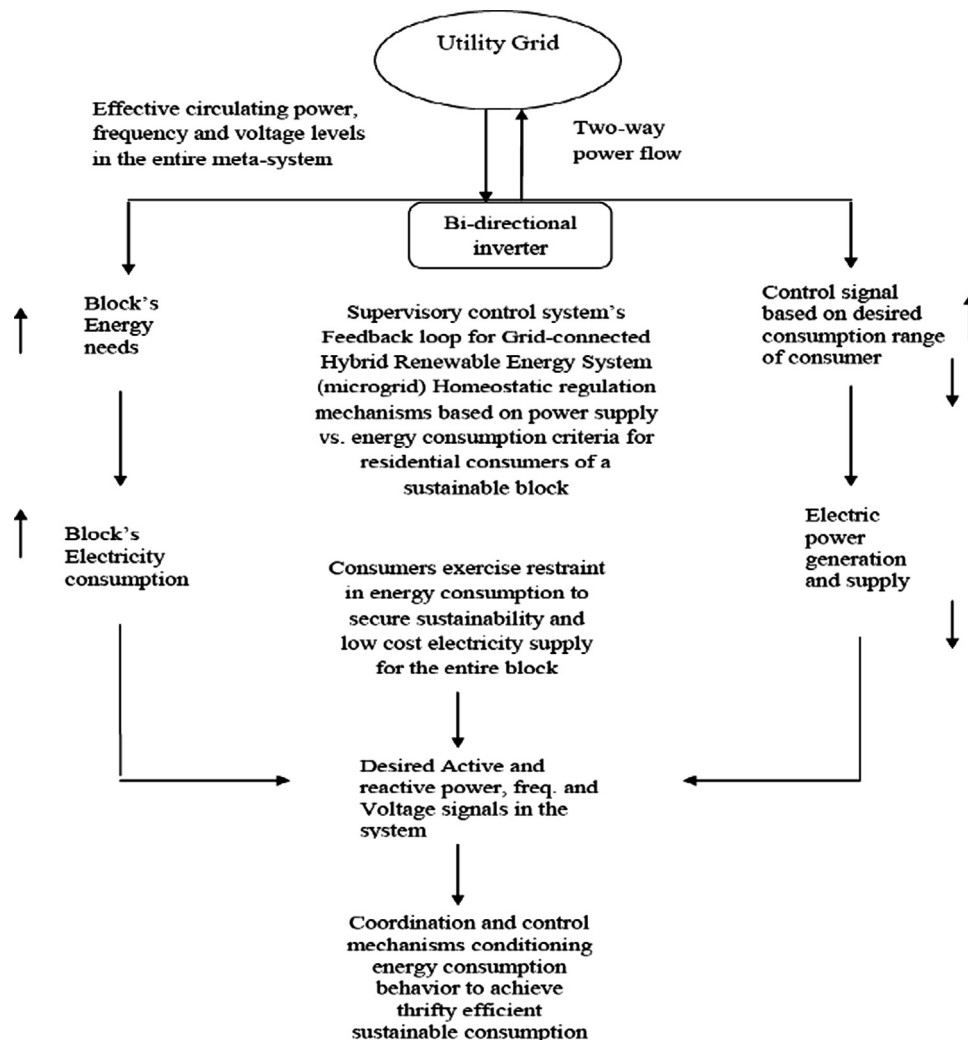 Utility Grid
Effective circulating power,
frequency and voltage levels
in the entire meta-system
Two-way
power flow
Bi-directional
inverter
Block's
Energy
needs
Supervisory control system's
Feedback loop for Grid-connected
Hybrid Renewable Energy System
(microgrid) Homeostatic regulation
mechanisms based on power supply
vs. energy consumption criteria for
residential consumers of a
sustainable block
Control signal
based on desired
consumption range
of consumer
Block's
Electricity
consumption
Electric
power
generation
and supply
Consumers exercise restraint
in energy consumption to
secure sustainability and
low cost electricity supply
for the entire block
Desired Active and
reactive power, freq. and
Voltage signals in the
system
Coordination and control
mechanisms conditioning
energy consumption
behavior to achieve
thrifty efficient
sustainable consumption